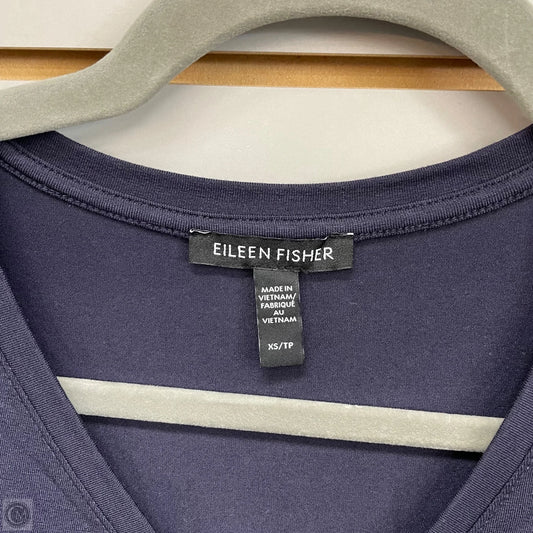 EILEEN FISHER
MADE IN
VIETNAM/
FABRIQUÉ
AU
VIETNAM
XS/TP